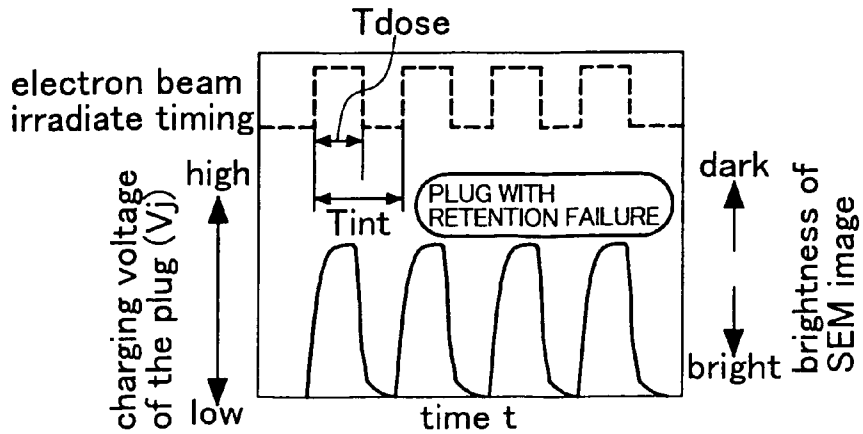 Tdose
electron beam
irradiate timing
high
dark
PLUG WITH
RETENTION FAILURE
Tint
charging voltage
of the plug (Vj)
brightness of
SEM image
bright
low
time t